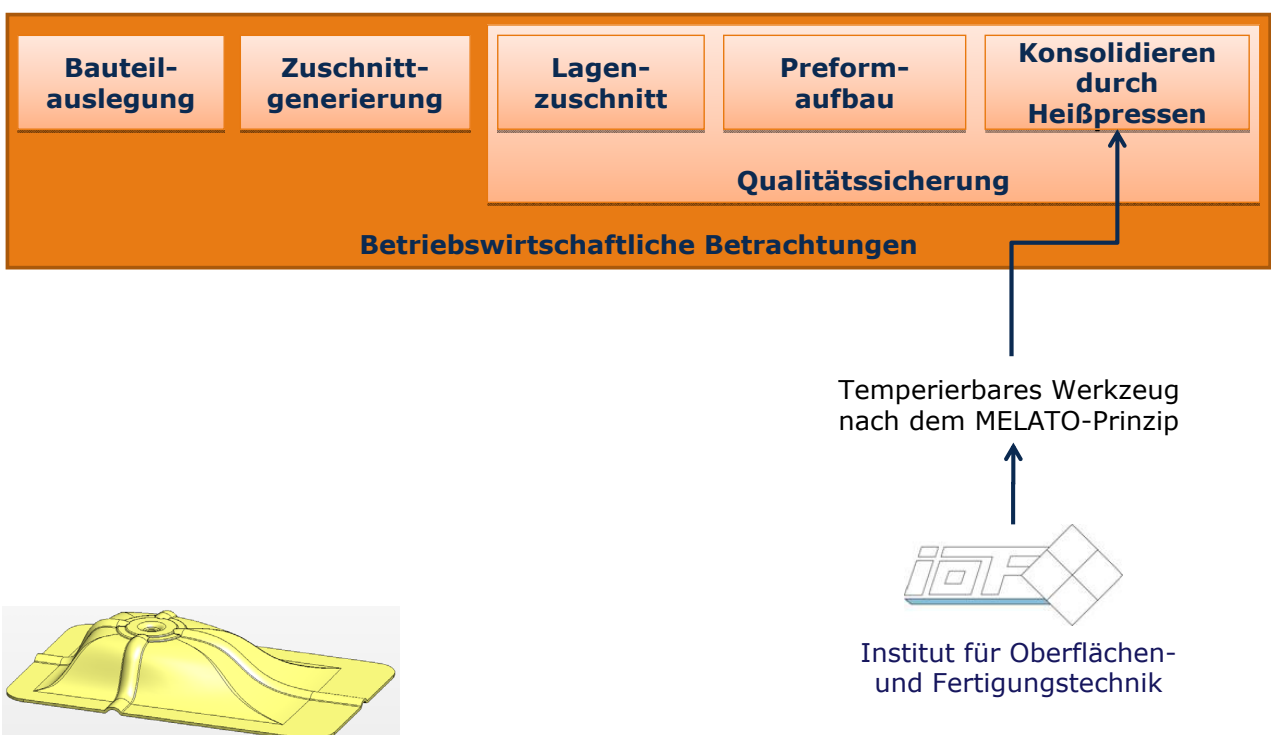 Bauteil-
auslegung
Zuschnitt-
generierung
Lagen-
zuschnitt
Preform-
aufbau
Konsolidieren
durch
Heißpressen
Qualitätssicherung
Betriebswirtschaftliche Betrachtungen
Temperierbares Werkzeug
nach dem MELATO-Prinzip
ioF
Institut für Oberflächen-
und Fertigungstechnik